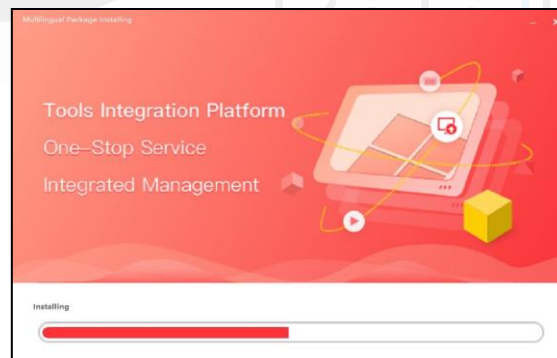 Multilingual Package Installing
Tools Integration Platform
One-Stop Service
Integrated Management
Installing